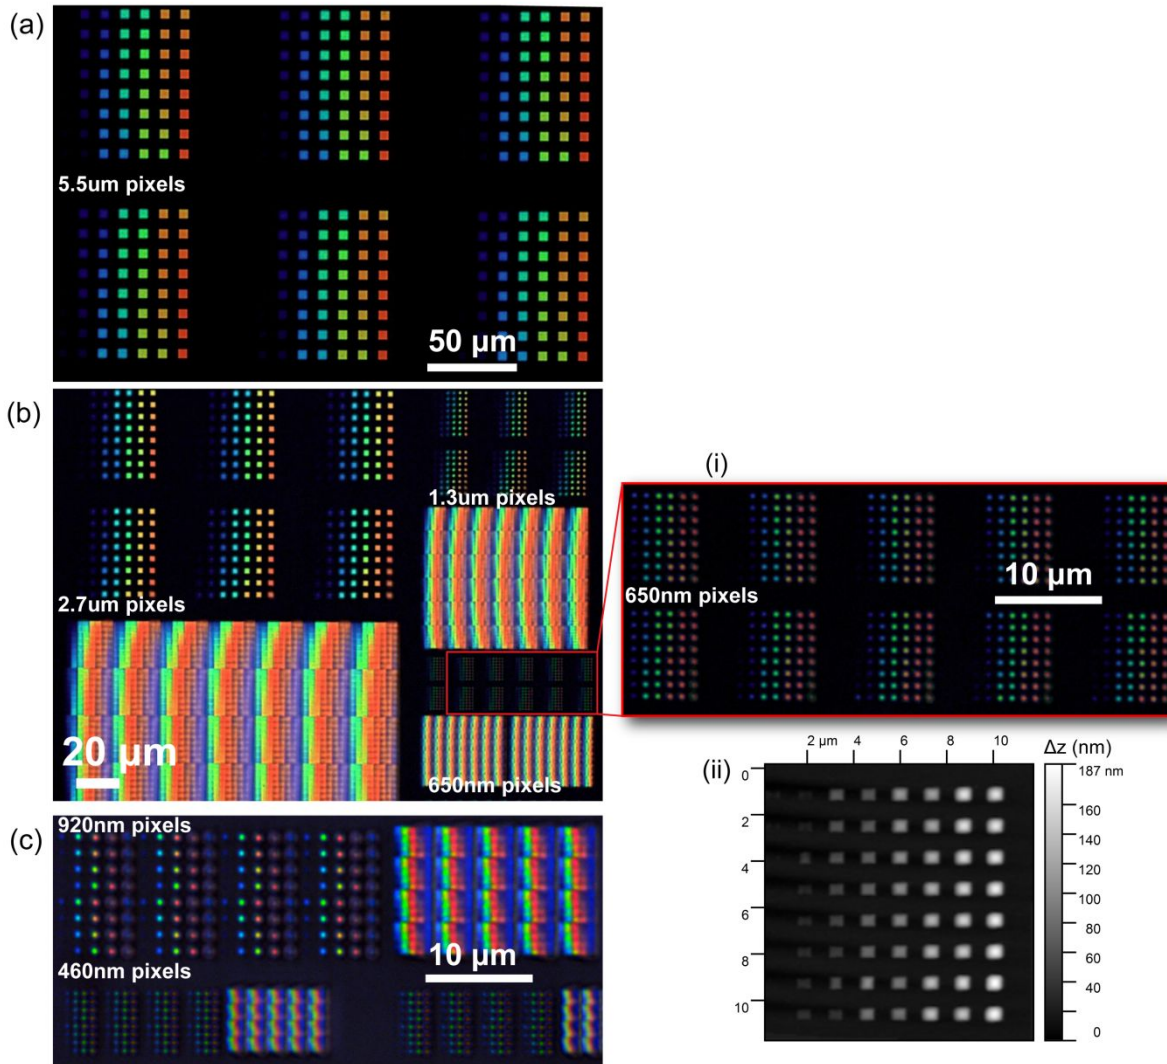 (a)
5.5um pixels
50 µm
(b)
1.3um pixels
2.7um pixels
20 µm
650nm pixels
(i)
650nm pixels
10 µm
(ii)
2 µm 4 6 8 10
Δz (nm)
0
2
4
6
8
10
187 nm
160
140
120
100
80
60
40
20
0
(c)
920nm pixels
10 µm
460nm pixels